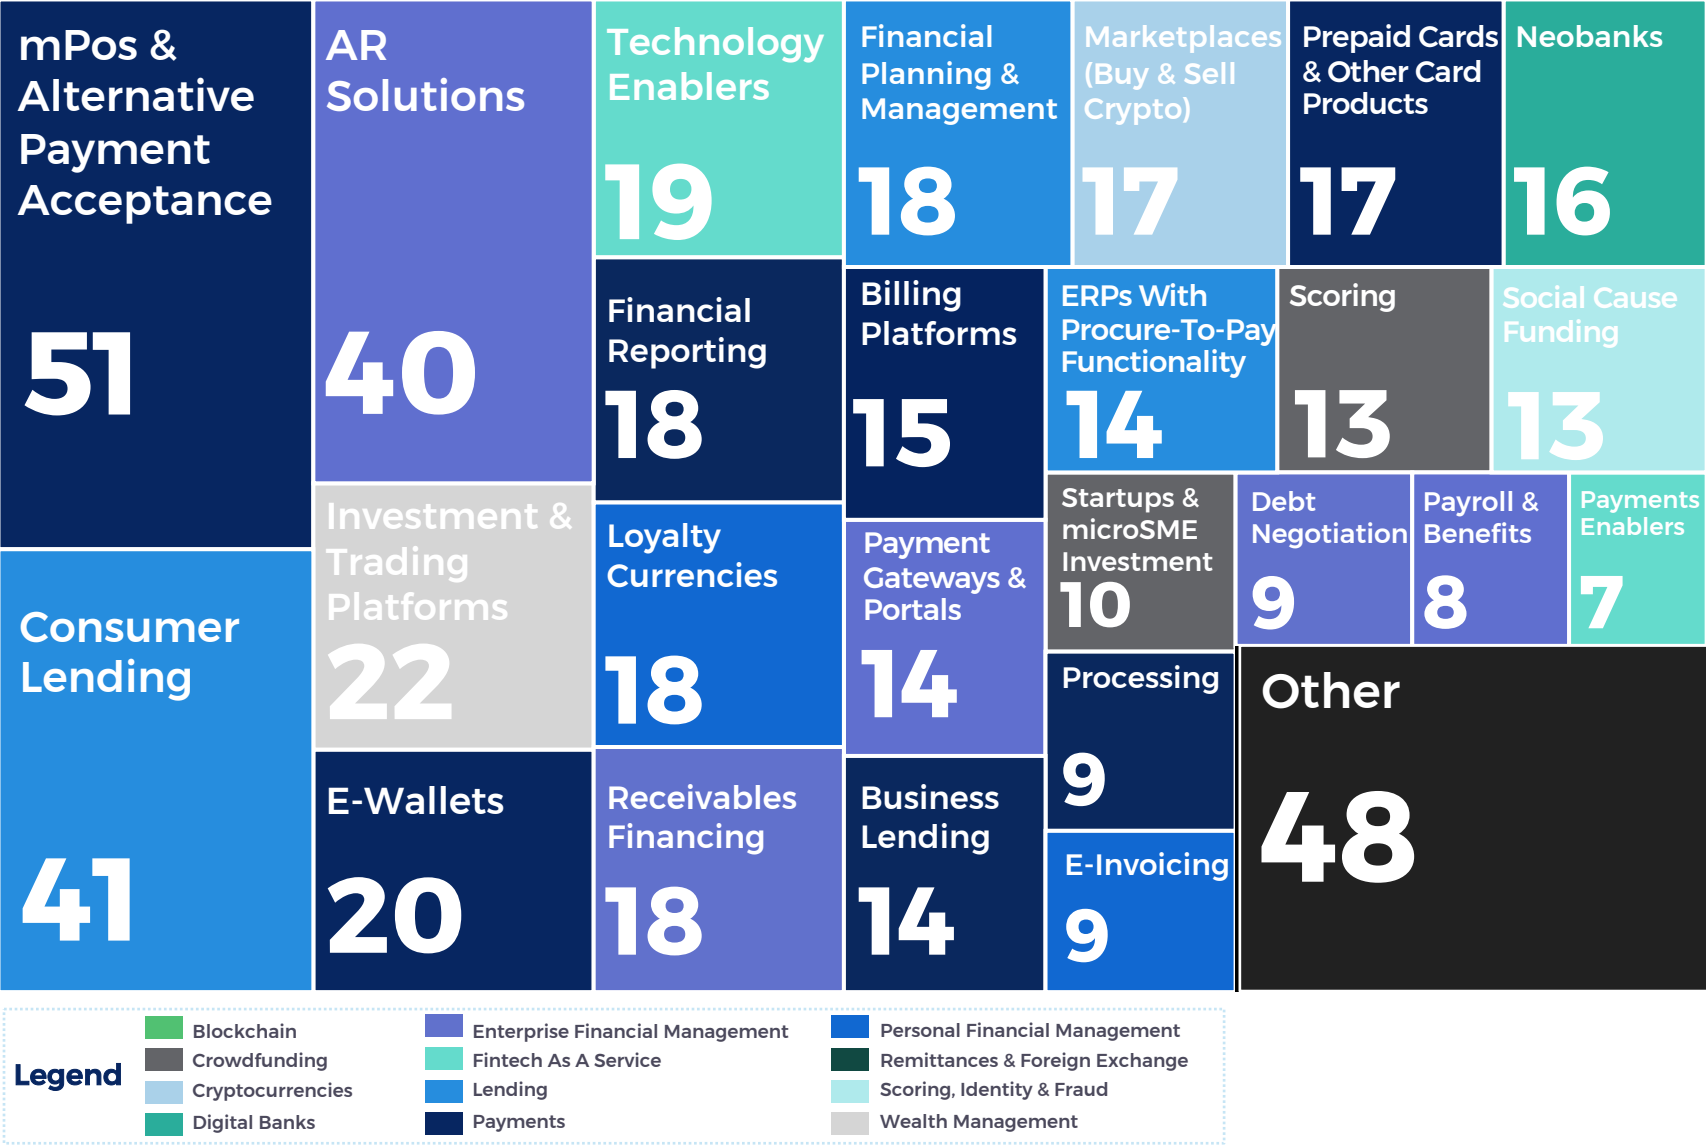 mPos &
Alternative
Payment
Acceptance
51
Consumer
Lending
41
AR
Solutions
40
Investment &
Trading
Platforms
22
E-Wallets
20
Technology
Enablers
19
Financial
Reporting
18
Loyalty
Currencies
18
Receivables
Financing
18
Financial
Planning &
Management
18
Marketplaces
(Buy & Sell
Crypto)
17
Prepaid Cards
& Other Card
Products
17
Neobanks
16
Billing
Platforms
15
ERPs With
Procure-To-Pay
Functionality
14
Scoring
13
Social Cause
Funding
13
Payment
Gateways &
Portals
14
Business
Lending
14
Startups &
microSME
Investment
10
Debt
Negotiation
9
Payroll &
Benefits
8
Payments
Enablers
7
Processing
9
E-Invoicing
9
Other
48
Legend
Blockchain
Crowdfunding
Cryptocurrencies
Digital Banks
Enterprise Financial Management
Fintech As A Service
Lending
Payments
Personal Financial Management
Remittances & Foreign Exchange
Scoring, Identity & Fraud
Wealth Management